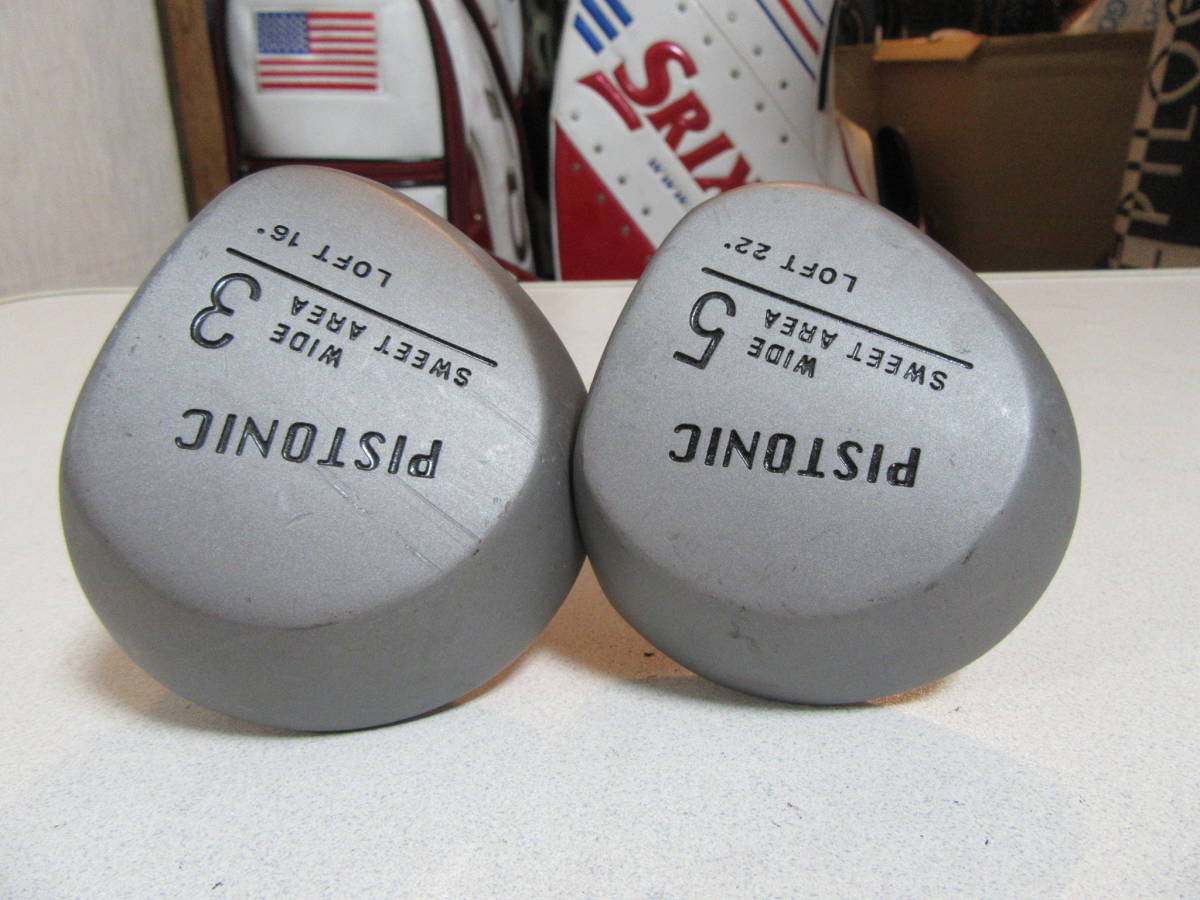 SRIX
PISTONIC
3 WIDE
SWEET AREA
LOFT 16°
PISTONIC
5 WIDE
SWEET AREA
LOFT 22°